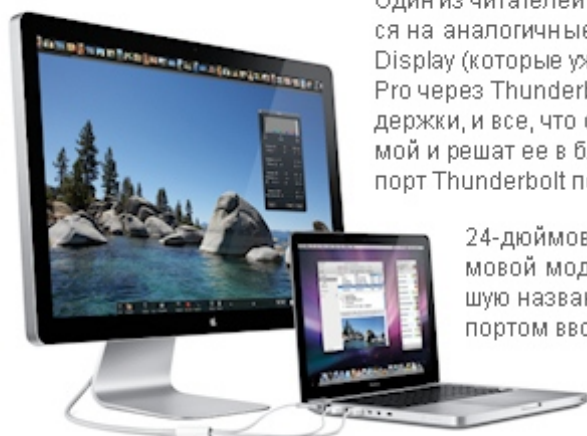 Один из читателей
ся на аналогичные
Display (которые уж
Pro через Thunderb
держки, и все, что
мой и решат ее в б
порт Thunderbolt п
24-дюймов
мовой мод
шую назва
портом вво